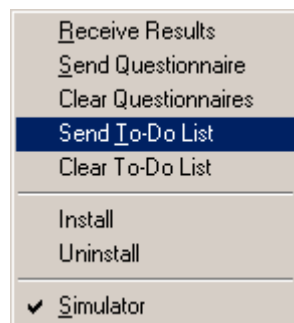 Receive Results
Send Questionnaire
Clear Questionnaires
Send To-Do List
Clear To-Do List
Install
Uninstall
Simulator